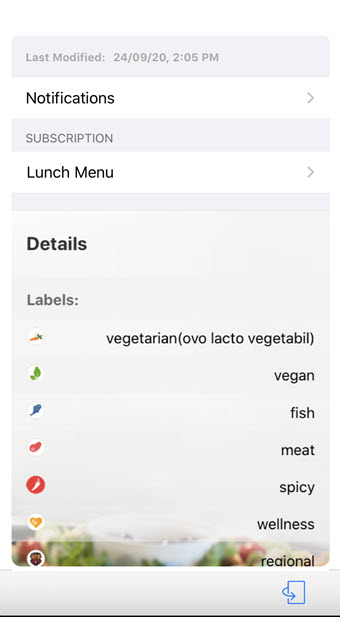 Last Modified: 24/09/20, 2:05 PM
Notifications
SUBSCRIPTION
Lunch Menu
Details
Labels:
vegetarian(ovo lacto vegetabil)
vegan
fish
meat
spicy
wellness
regional